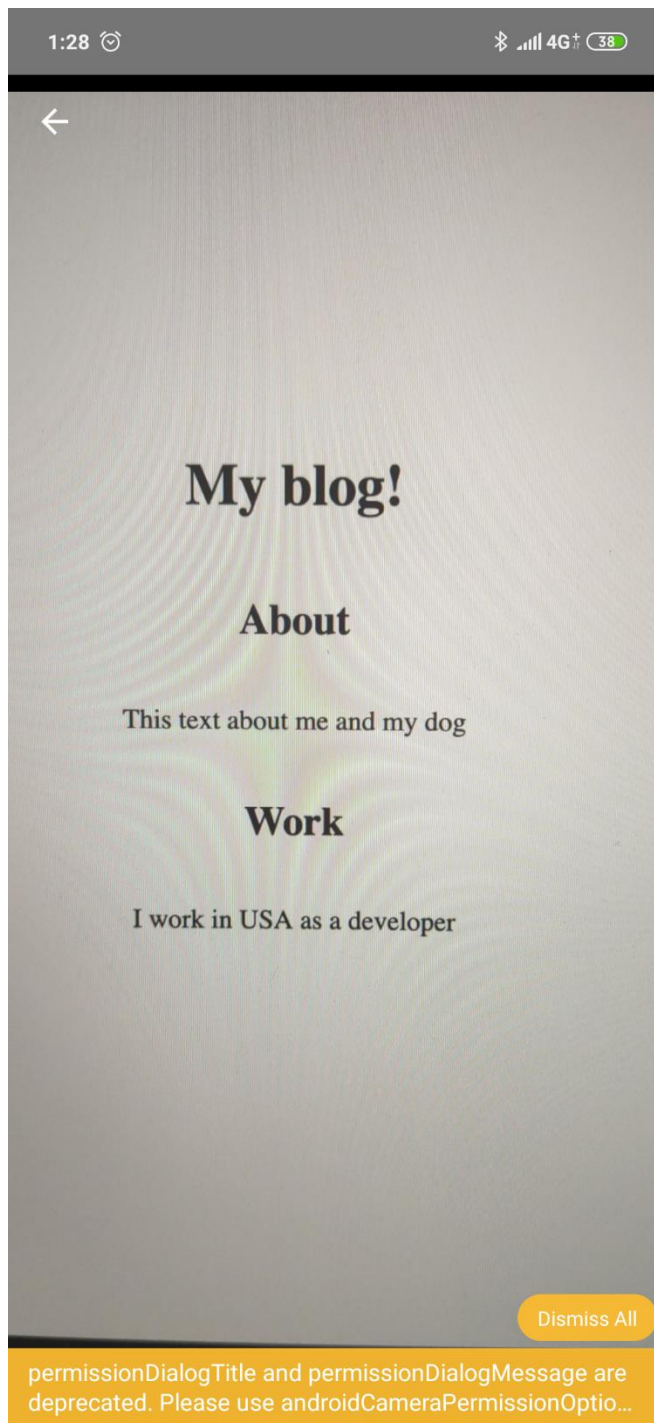 1:28 4G+ 38
My blog!
About
This text about me and my dog
Work
I work in USA as a developer
Dismiss All
permissionDialogTitle and permissionDialogMessage are
deprecated. Please use androidCameraPermissionOptio...